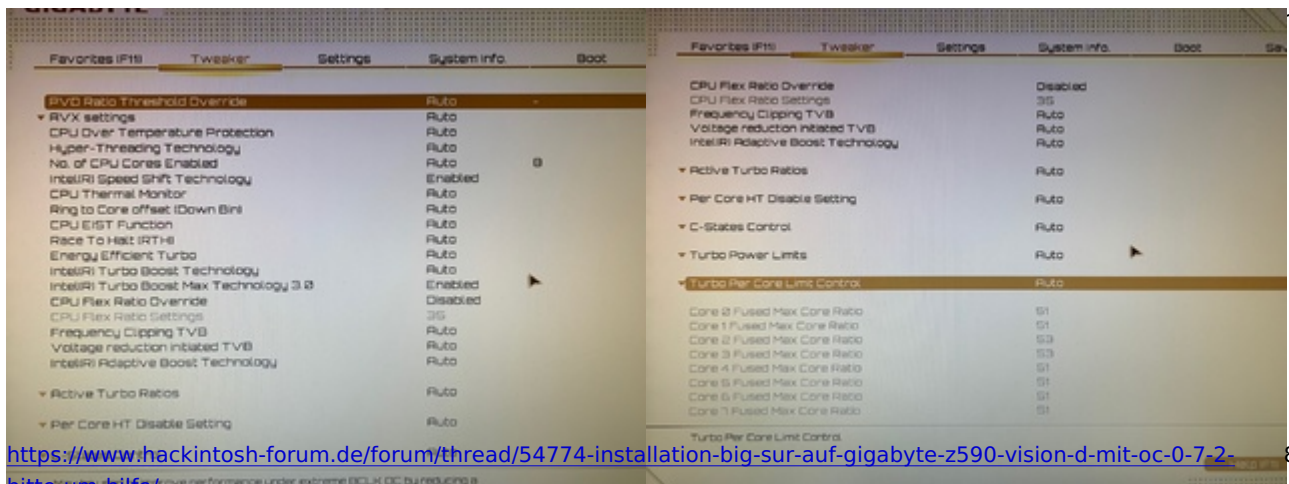 GIGABYTE
Favorites (F11) Tweaker Settings System Info. Boot
PVD Ratio Threshold Override Auto -
AVX settings Auto
CPU Over Temperature Protection Auto
Hyper-Threading Technology Auto
No. of CPU Cores Enabled Auto 8
Intel(R) Speed Shift Technology Enabled
CPU Thermal Monitor Auto
Ring to Core offset (Down Bin) Auto
CPU EIST Function Auto
Race To Halt (RTH) Auto
Energy Efficient Turbo Auto
Intel(R) Turbo Boost Technology Auto
Intel(R) Turbo Boost Max Technology 3.0 Enabled
CPU Flex Ratio Override Disabled
CPU Flex Ratio Settings 35
Frequency Clipping TVB Auto
Voltage reduction initiated TVB Auto
Intel(R) Adaptive Boost Technology Auto
Active Turbo Ratios Auto
Per Core HT Disable Setting Auto
Favorites (F11) Tweaker Settings System Info. Boot Sav
CPU Flex Ratio Override Disabled
CPU Flex Ratio Settings 35
Frequency Clipping TVB Auto
Voltage reduction initiated TVB Auto
Intel(R) Adaptive Boost Technology Auto
Active Turbo Ratios Auto
Per Core HT Disable Setting Auto
C-States Control Auto
Turbo Power Limits Auto
Turbo Per Core Limit Control Auto
Core 0 Fused Max Core Ratio 51
Core 1 Fused Max Core Ratio 51
Core 2 Fused Max Core Ratio 53
Core 3 Fused Max Core Ratio 53
Core 4 Fused Max Core Ratio 51
Core 5 Fused Max Core Ratio 51
Core 6 Fused Max Core Ratio 51
Core 7 Fused Max Core Ratio 51
Turbo Per Core Limit Control
https://www.hackintosh-forum.de/forum/thread/54774-installation-big-sur-auf-gigabyte-z590-vision-d-mit-oc-0-7-2-
bitte-um-hilfe/
performance under extreme BCLK OC by reducing a